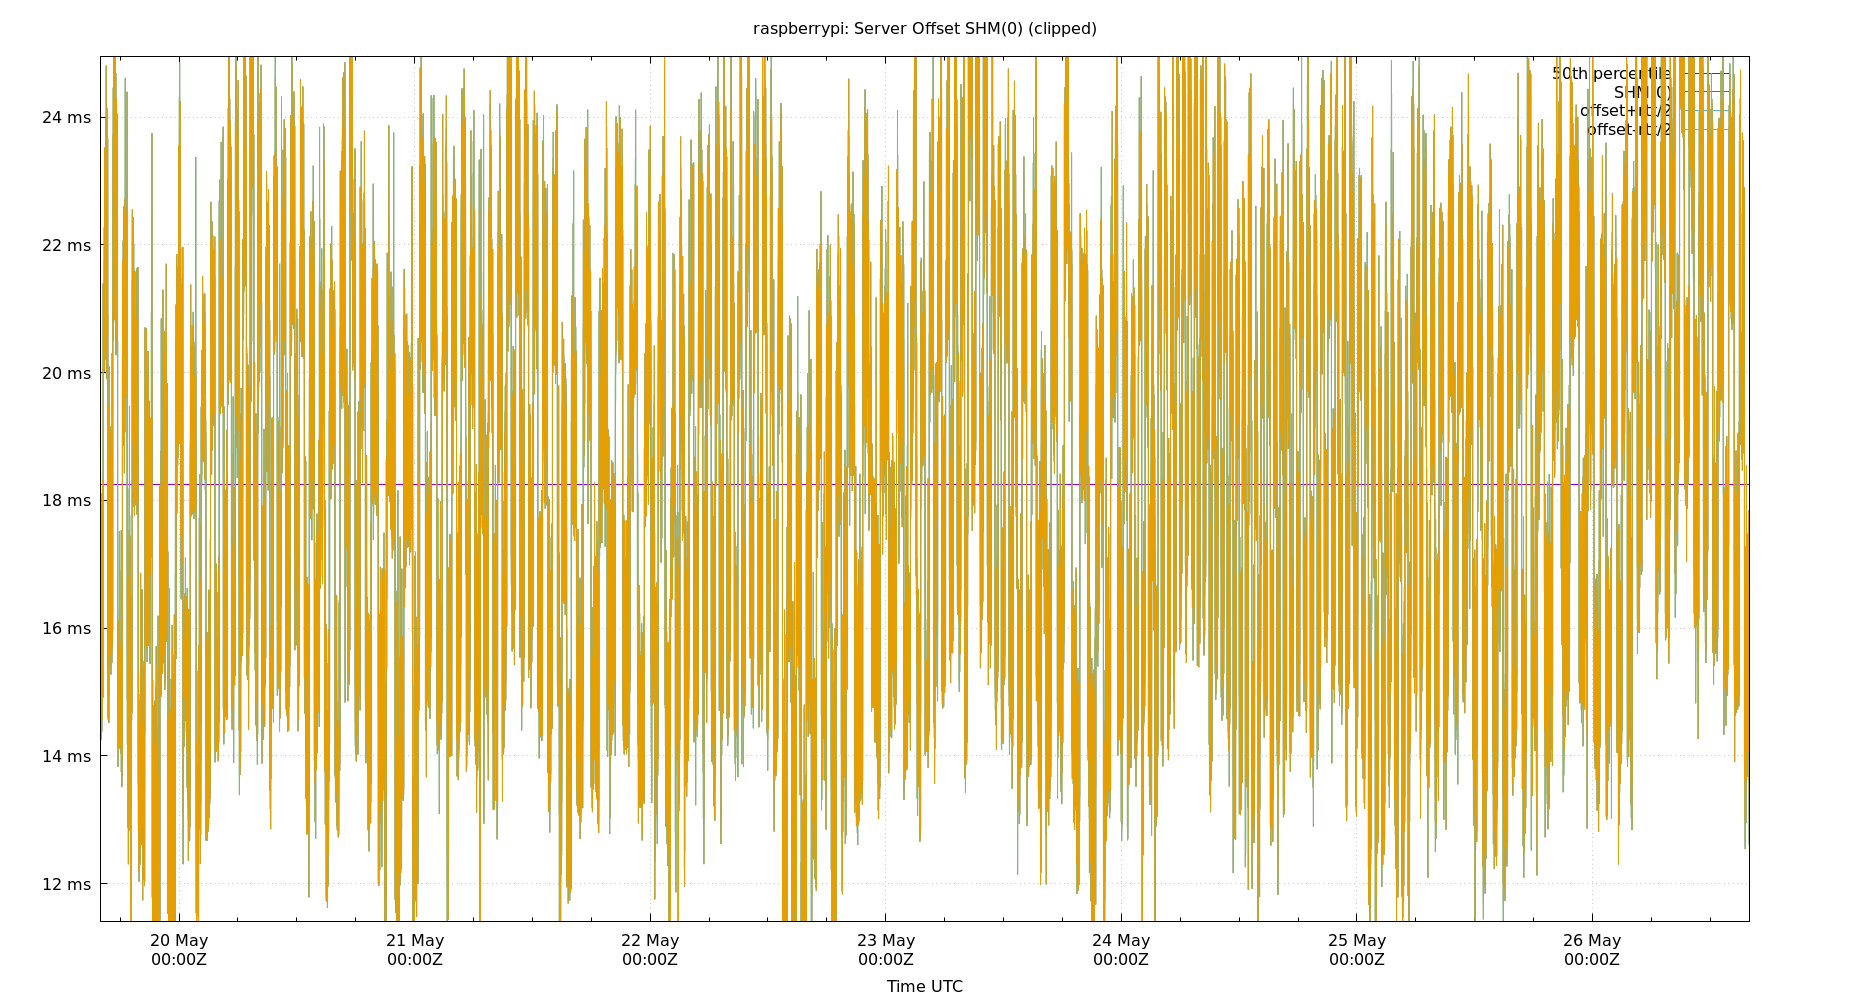 raspberrypi: Server Offset SHM(0) (clipped)
50th percentile
SHM(0)
offset+rtt/2
offset-rtt/2
24 ms
22 ms
20 ms
18 ms
16 ms
14 ms
12 ms
20 May 21 May 22 May 23 May 24 May 25 May 26 May
00:00Z 00:00Z 00:00Z 00:00Z 00:00Z 00:00Z 00:00Z
Time UTC